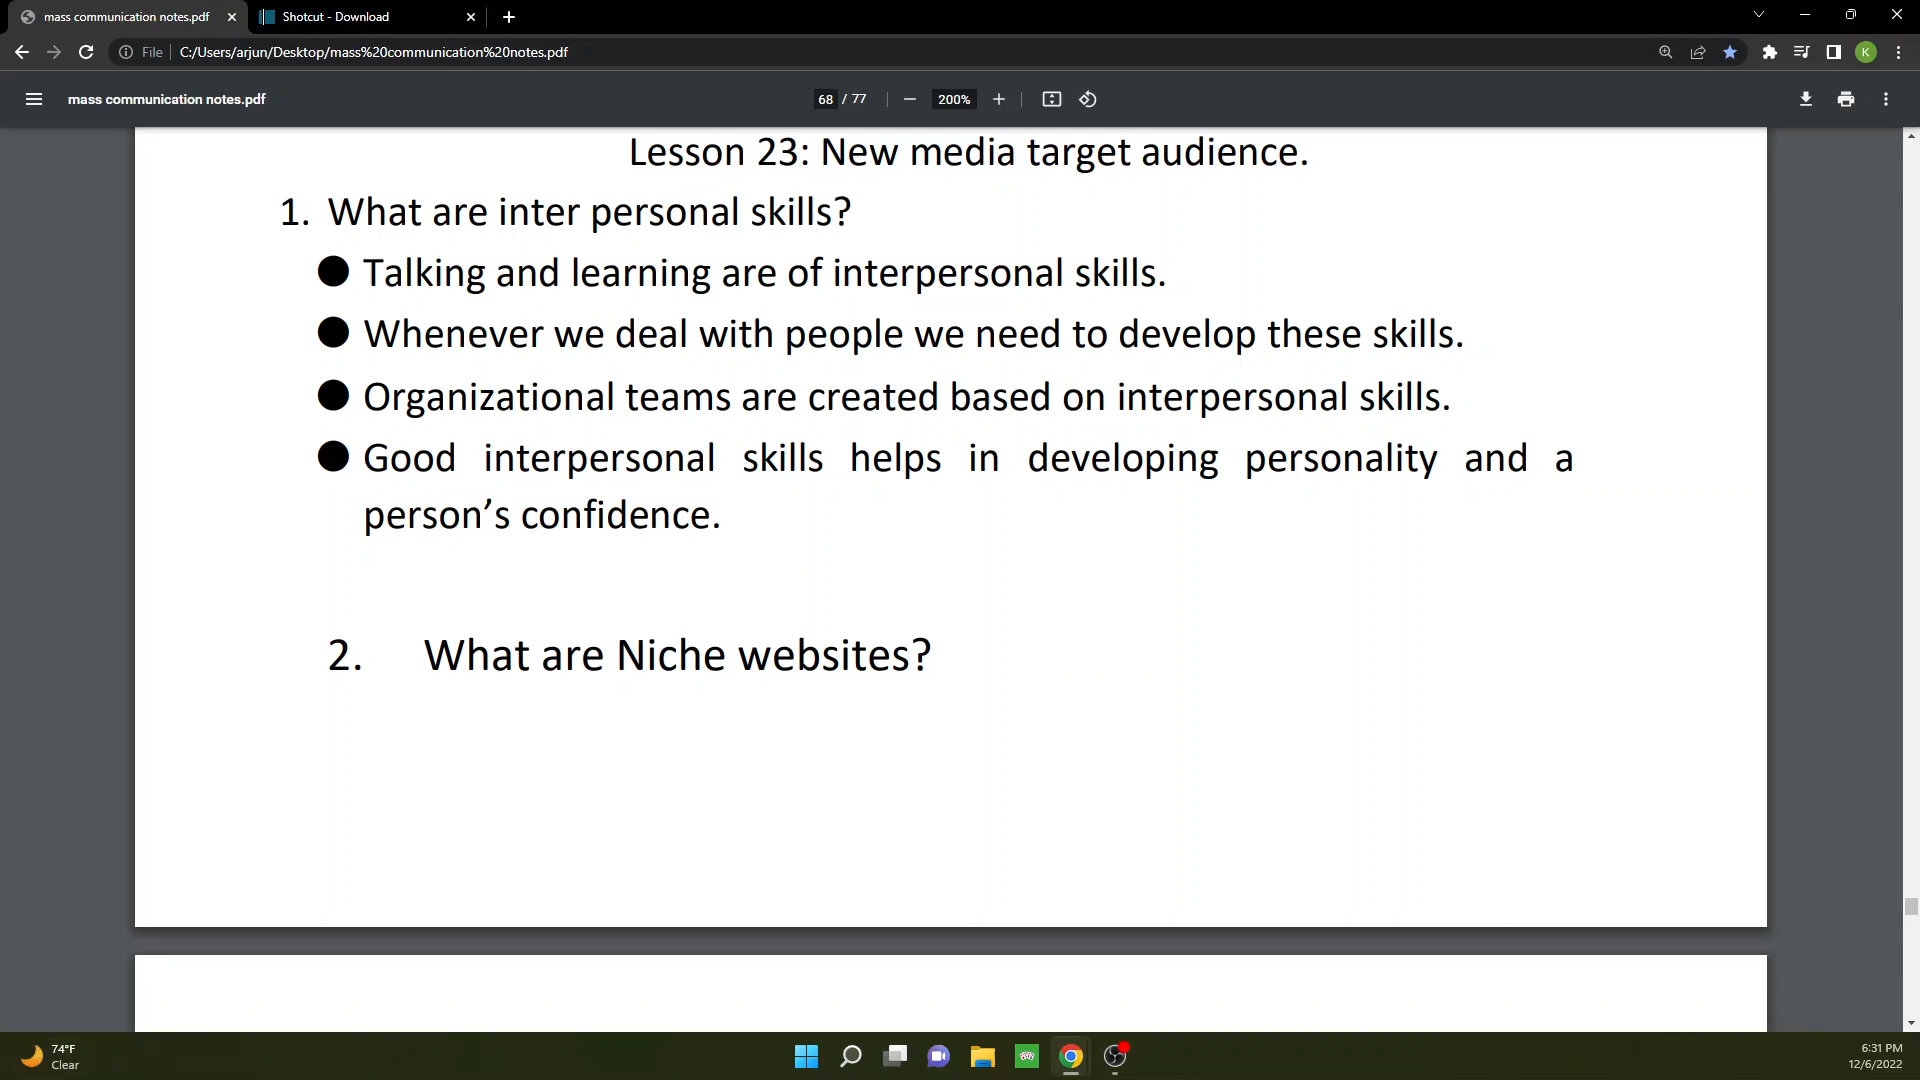 mass communication notes.pdf
Shotcut - Download
File
C:/Users/arjun/Desktop/mass%20communication%20notes.pdf
K
mass communication notes.pdf
68 / 77
200%
Lesson 23: New media target audience.
1. What are inter personal skills?
● Talking and learning are of interpersonal skills.
● Whenever we deal with people we need to develop these skills.
● Organizational teams are created based on interpersonal skills.
● Good interpersonal skills helps in developing personality and a
person’s confidence.
2. What are Niche websites?
74°F
Clear
6:31 PM
12/6/2022